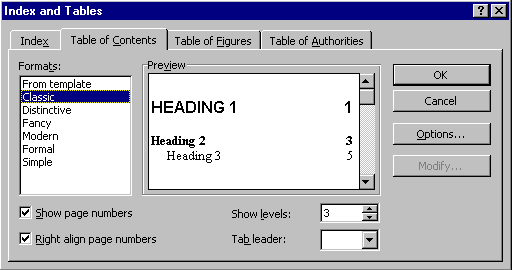 Index and Tables
Index Table of Contents Table of Figures Table of Authorities
Formats:
From template
Classic
Distinctive
Fancy
Modern
Formal
Simple
Preview
HEADING 1 1
Heading 2 3
Heading 3 5
OK
Cancel
Options...
Modify...
Show page numbers
Right align page numbers
Show levels: 3
Tab leader: